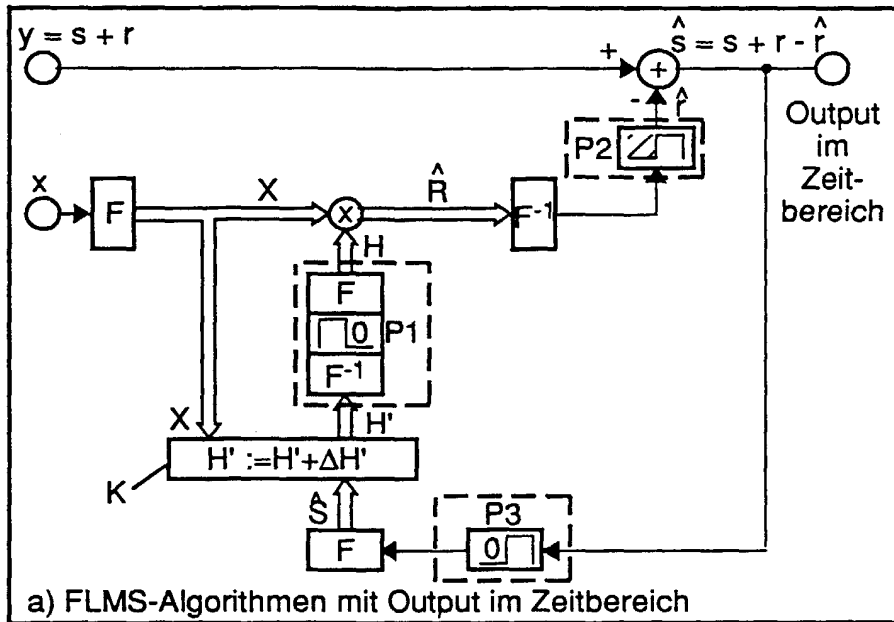 y = s + r
ŝ = s + r - r̂
+
+
-
r̂
Output
im
Zeit-
bereich
P2
x
F
X
x
R̂
F⁻¹
H
F
0
P1
F⁻¹
X
H'
H' :=H'+ΔH'
K
Ŝ
P3
F
0
a) FLMS-Algorithmen mit Output im Zeitbereich